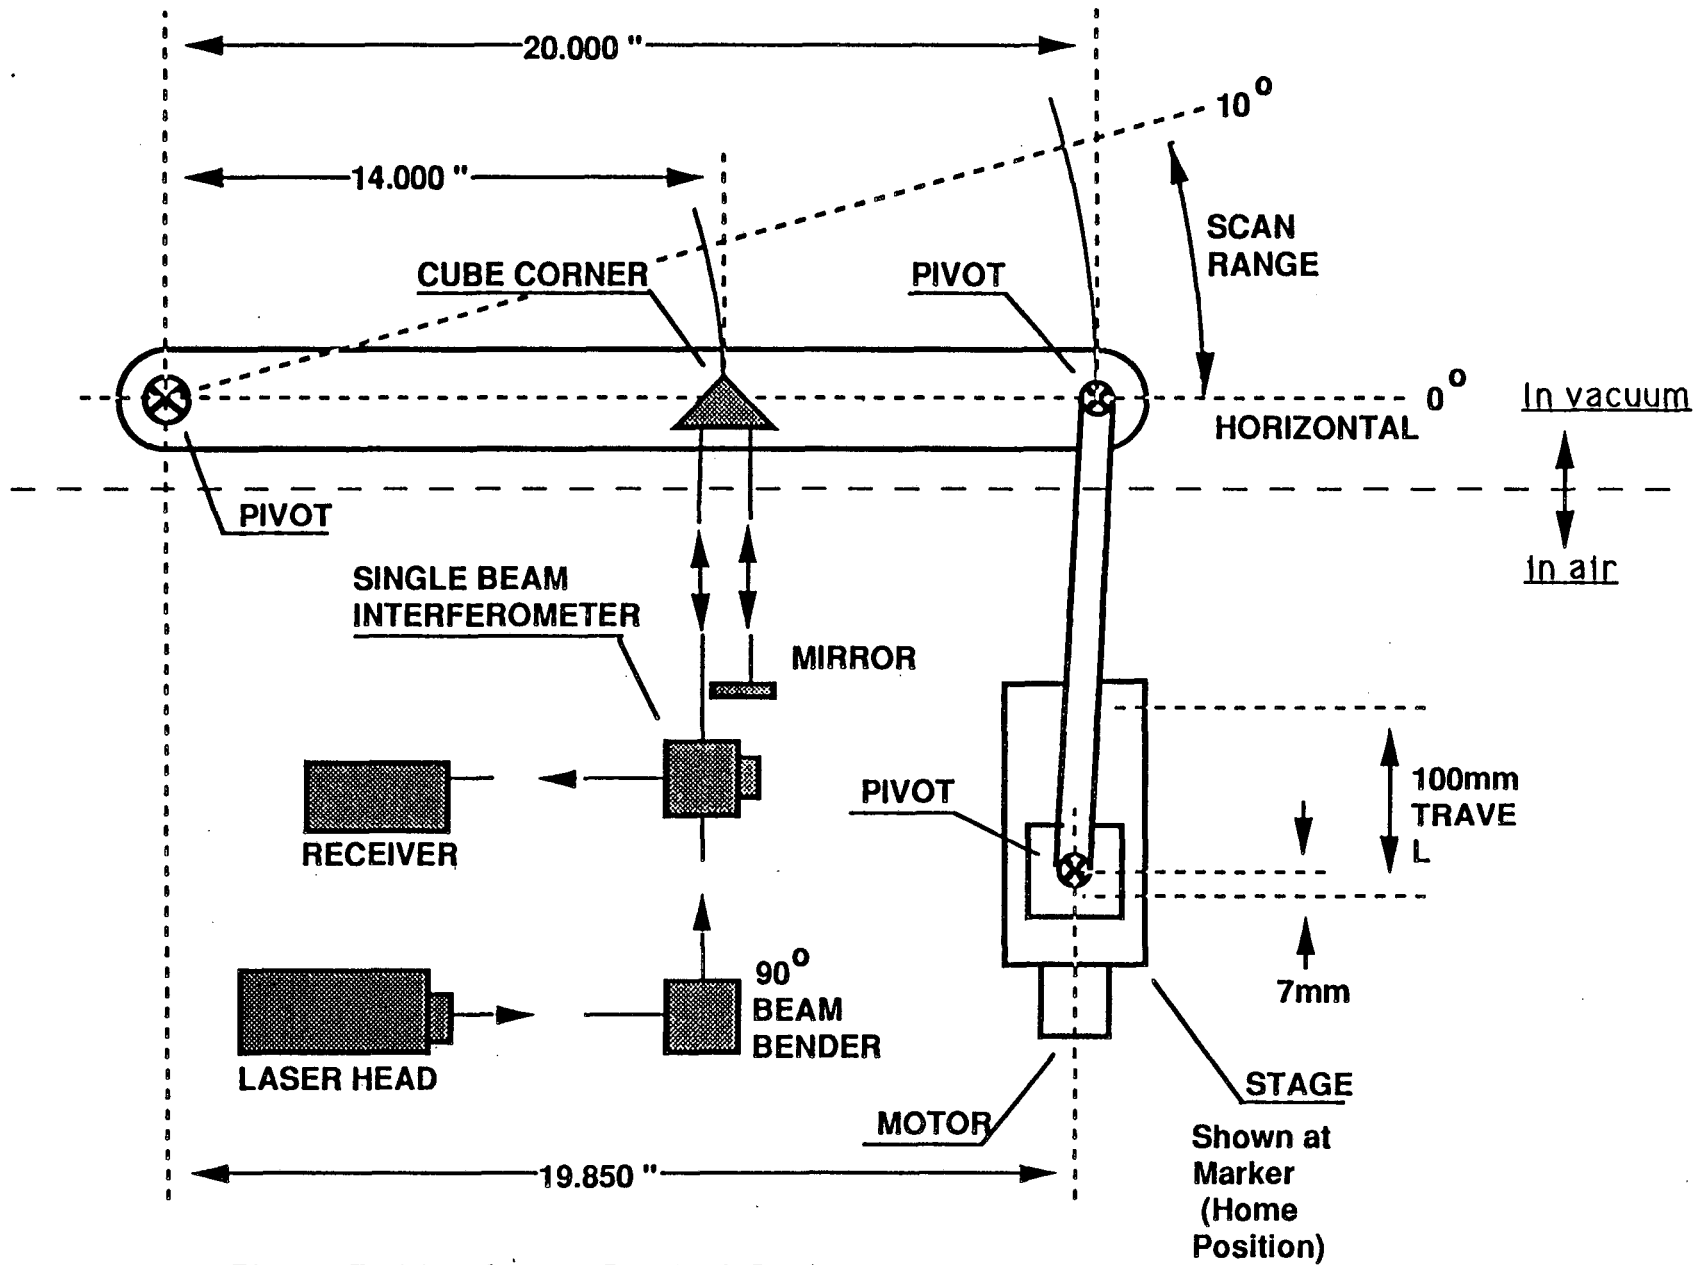 20.000 "
10°
14.000 "
SCAN
RANGE
CUBE CORNER
PIVOT
0°
In vacuum
HORIZONTAL
PIVOT
in air
SINGLE BEAM
INTERFEROMETER
MIRROR
PIVOT
100mm
TRAVE
L
RECEIVER
90°
BEAM
BENDER
7mm
LASER HEAD
STAGE
MOTOR
Shown at
Marker
(Home
Position)
19.850 "